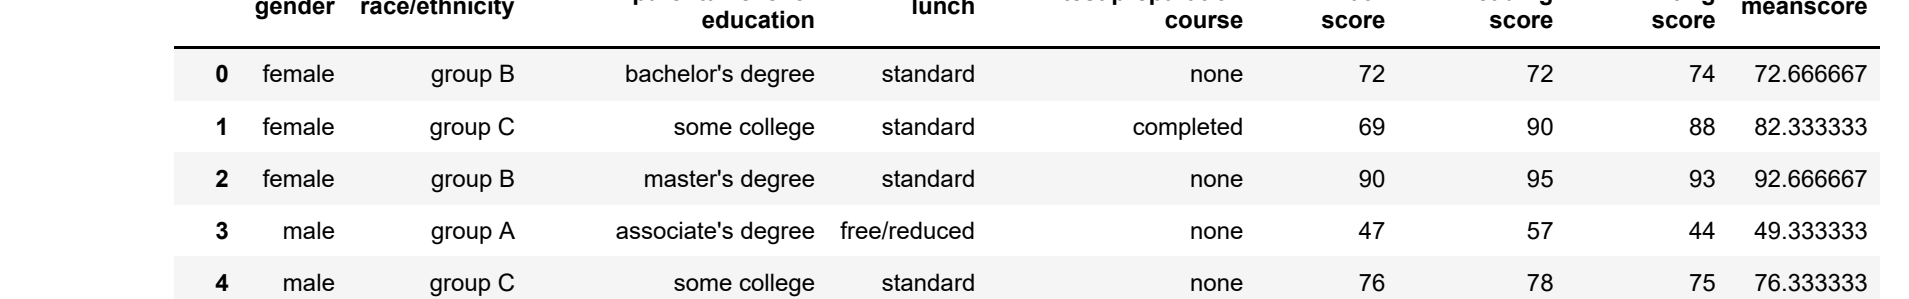 gender race/ethnicity lunch meanscore
education course score score score
0 female group B bachelor's degree standard none 72 72 74 72.666667
1 female group C some college standard completed 69 90 88 82.333333
2 female group B master's degree standard none 90 95 93 92.666667
3 male group A associate's degree free/reduced none 47 57 44 49.333333
4 male group C some college standard none 76 78 75 76.333333